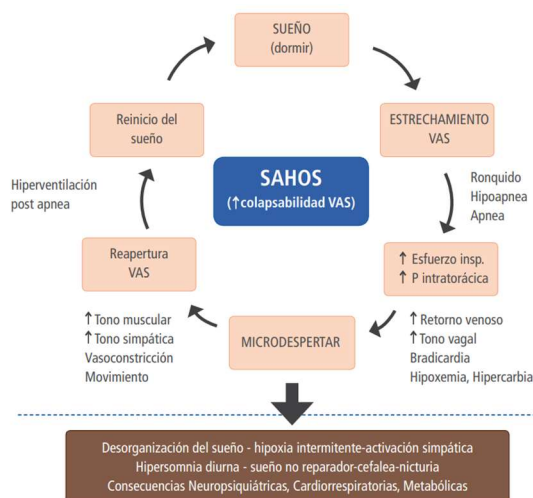 SUEÑO
(dormir)
ESTRECHAMIENTO
VAS
Ronquido
Hipoapnea
Apnea
↑ Esfuerzo insp.
↑ P intratorácica
↑ Retorno venoso
↑ Tono vagal
Bradicardia
Hipoxemia, Hipercarbia
MICRODESPERTAR
↑ Tono muscular
↑ Tono simpática
Vasoconstricción
Movimiento
Reapertura
VAS
Hiperventilación
post apnea
Reinicio del
sueño
SAHOS
(↑colapsabilidad VAS)
Desorganización del sueño - hipoxia intermitente-activación simpática
Hipersomnia diurna - sueño no reparador-cefalea-nicturia
Consecuencias Neuropsiquiátricas, Cardiorrespiratorias, Metabólicas